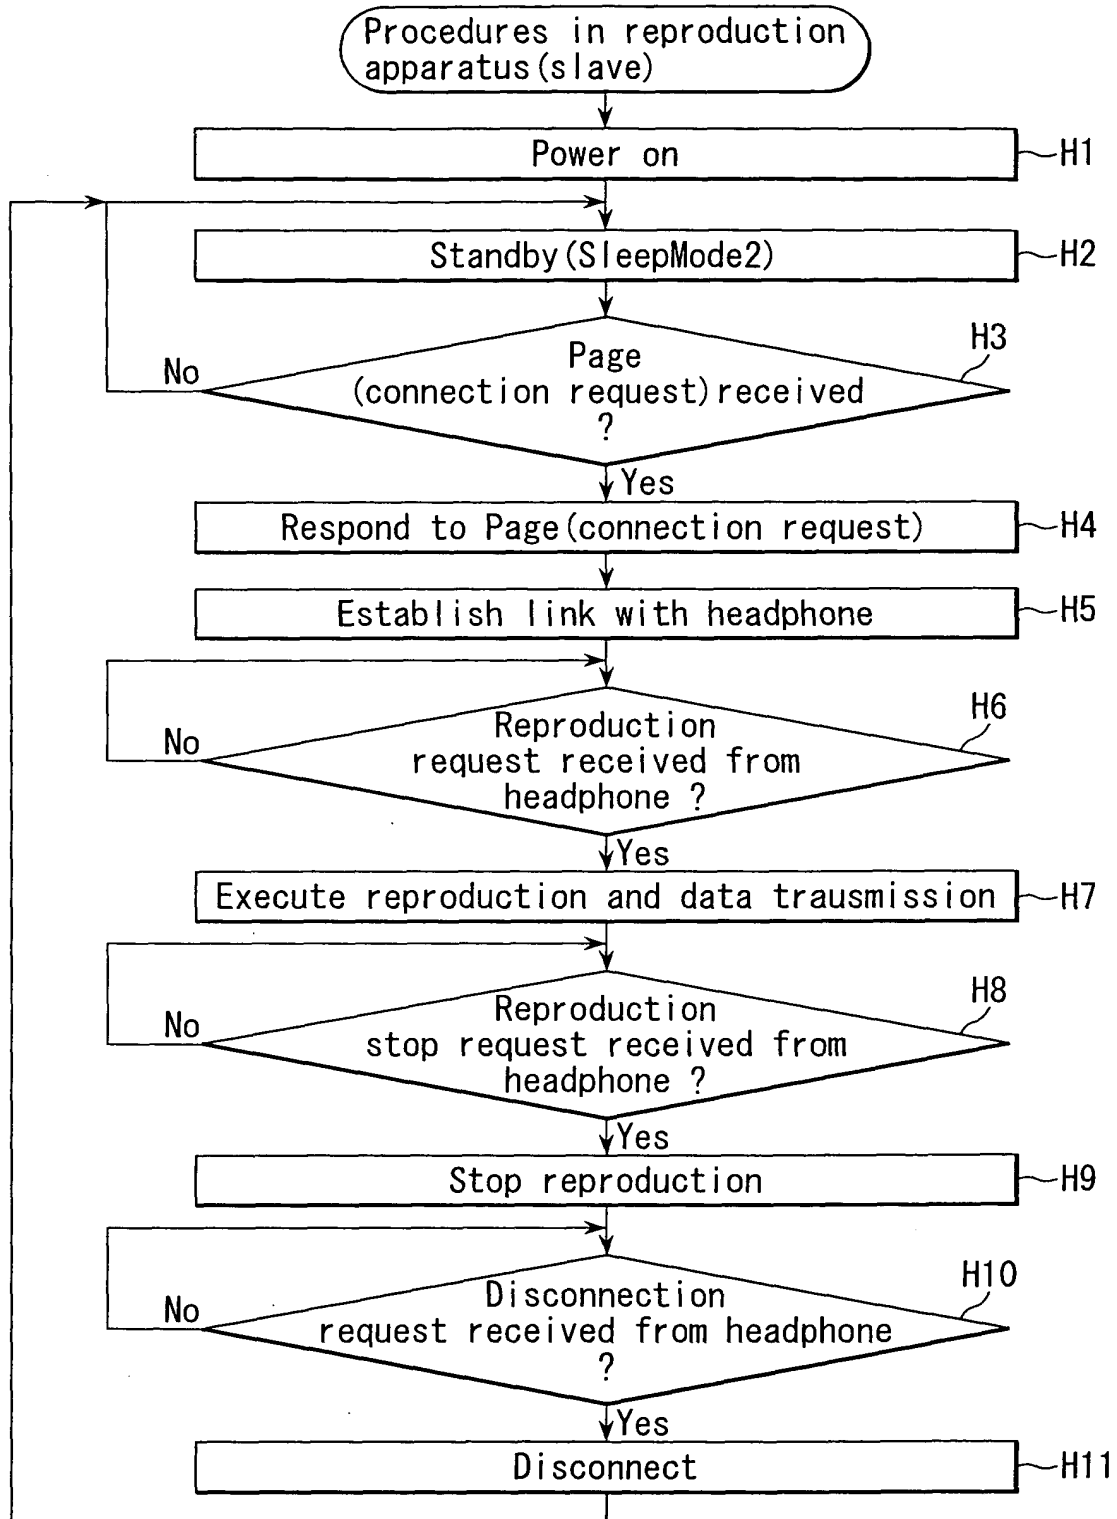 Procedures in reproduction
apparatus(slave)
Power on
H1
Standby(SleepMode2)
H2
H3
Page
(connection request)received
?
No
Yes
Respond to Page(connection request)
H4
Establish link with headphone
H5
H6
Reproduction
request received from
headphone ?
No
Yes
Execute reproduction and data trausmission
H7
H8
Reproduction
stop request received from
headphone ?
No
Yes
Stop reproduction
H9
H10
Disconnection
request received from headphone
?
No
Yes
Disconnect
H11